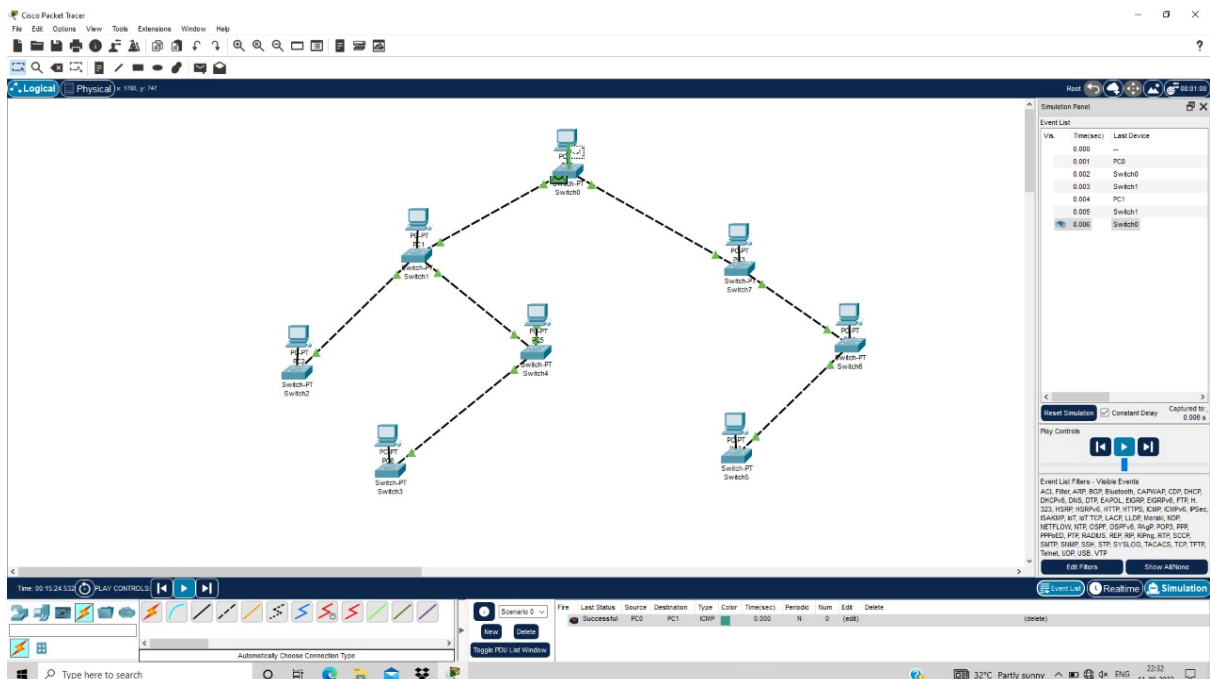 Cisco Packet Tracer
File Edit Options View Tools Extensions Window Help
?
Logical Physical x: 1780, y: 747
Root 08:01:00
Simulation Panel
Event List
Vis. Time(sec) Last Device
0.000 --
0.001 PC0
0.002 Switch0
0.003 Switch1
0.004 PC1
0.005 Switch1
0.006 Switch0
Switch-PT
Switch0
PC-PT
PC1
Switch-PT
Switch1
PC-PT
Switch-PT
Switch7
PC-PT
PC2
Switch-PT
Switch2
PC-PT
PC5
Switch-PT
Switch4
PC-PT
Switch-PT
Switch6
PC-PT
PC6
Switch-PT
Switch3
PC-PT
Switch-PT
Switch5
Reset Simulation Constant Delay Captured to:
0.006 s
Play Controls
Event List Filters - Visible Events
ACL Filter, ARP, BGP, Bluetooth, CAPWAP, CDP, DHCP,
DHCPv6, DNS, DTP, EAPOL, EIGRP, EIGRPv6, FTP, H.
323, HSRP, HSRPv6, HTTP, HTTPS, ICMP, ICMPv6, IPSec,
ISAKMP, IoT, IoT TCP, LACP, LLDP, Meraki, NDP,
NETFLOW, NTP, OSPF, OSPFv6, PAgP, POP3, PPP,
PPPoED, PTP, RADIUS, REP, RIP, RIPng, RTP, SCCP,
SMTP, SNMP, SSH, STP, SYSLOG, TACACS, TCP, TFTP,
Telnet, UDP, USB, VTP
Edit Filters Show All/None
Time: 00:15:24.532 PLAY CONTROLS:
Event List Realtime Simulation
Scenario 0
New Delete
Toggle PDU List Window
Fire Last Status Source Destination Type Color Time(sec) Periodic Num Edit Delete
Successful PC0 PC1 ICMP 0.000 N 0 (edit) (delete)
Automatically Choose Connection Type
Type here to search
32°C Partly sunny ENG 22:32